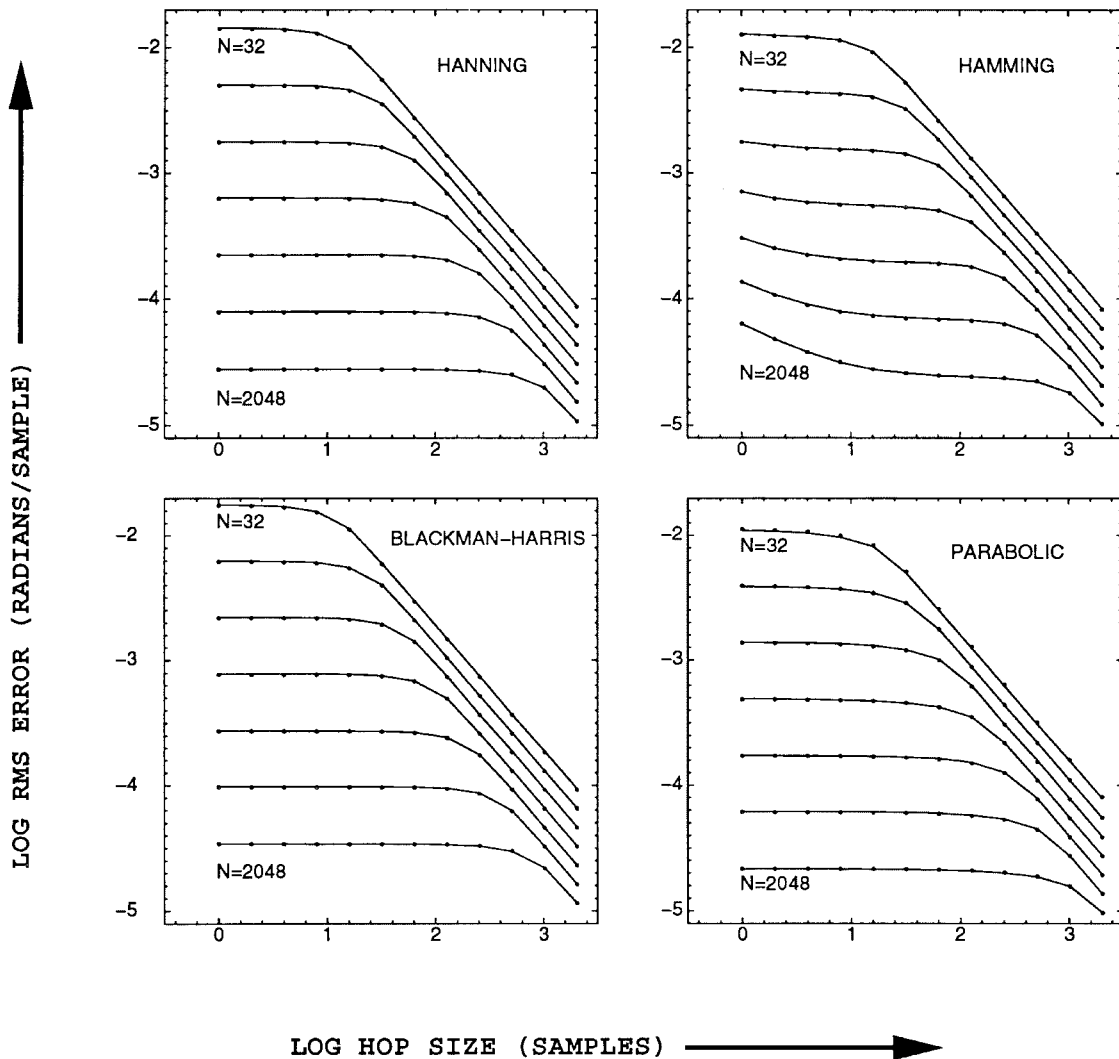 −2
N=32
HANNING
−3
−4
N=2048
−5
0 1 2 3
−2
N=32
HAMMING
−3
−4
N=2048
−5
0 1 2 3
−2
N=32
BLACKMAN−HARRIS
−3
−4
N=2048
−5
0 1 2 3
−2
N=32
PARABOLIC
−3
−4
N=2048
−5
0 1 2 3
LOG RMS ERROR (RADIANS/SAMPLE)
LOG HOP SIZE (SAMPLES)